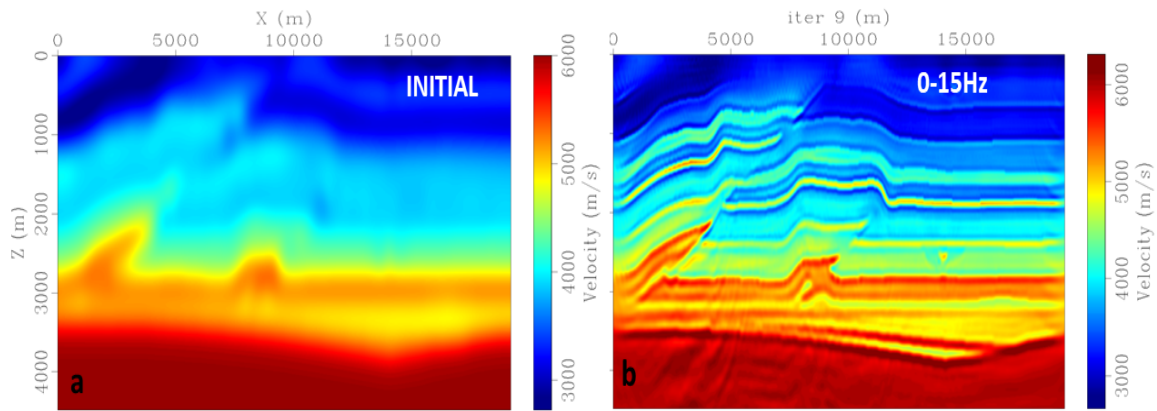 X (m)
0 5000 10000 15000
0 1000 2000 3000 4000
Z (m)
INITIAL
a
6000 5000 4000 3000
Velocity (m/s)
iter 9 (m)
0 5000 10000 15000
0-15Hz
b
6000 5000 4000 3000
Velocity (m/s)